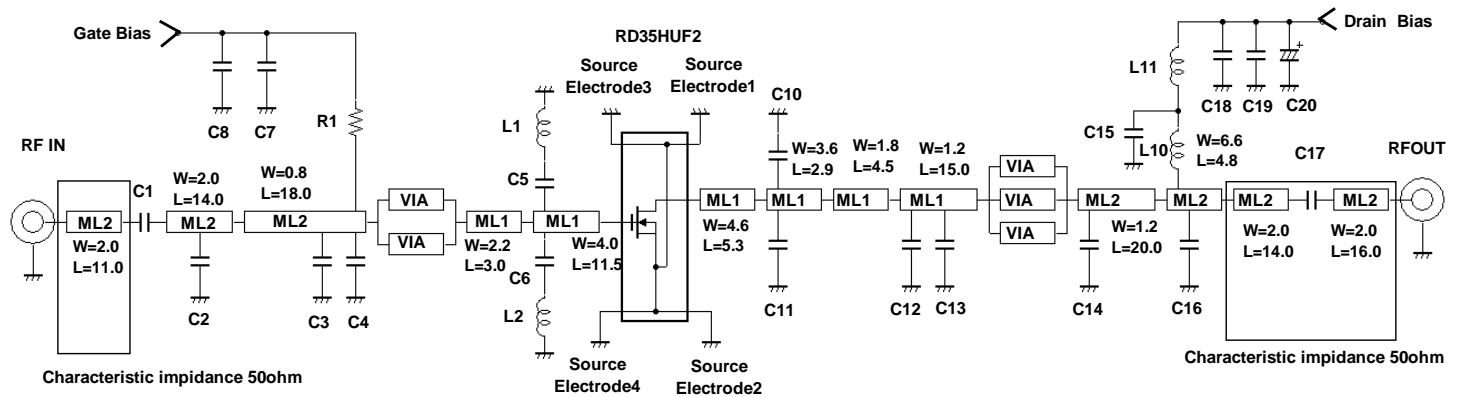 Gate Bias
RD35HUF2
Drain Bias
Source
Electrode3
Source
Electrode1
L11
C18
C19
C20
+
C8
C7
R1
C10
C15
L10
W=6.6
L=4.8
C17
RF IN
RFOUT
L1
C5
C1
W=2.0
L=14.0
W=0.8
L=18.0
W=3.6
L=2.9
W=1.8
L=4.5
W=1.2
L=15.0
ML2
ML2
ML2
VIA
VIA
ML1
ML1
ML1
ML1
ML1
ML1
VIA
VIA
VIA
ML2
ML2
ML2
ML2
W=2.0
L=11.0
W=2.2
L=3.0
W=4.0
L=11.5
W=4.6
L=5.3
W=1.2
L=20.0
W=2.0
L=14.0
W=2.0
L=16.0
C2
C3
C4
C6
L2
C11
C12
C13
C14
C16
Source
Electrode4
Source
Electrode2
Characteristic impidance 50ohm
Characteristic impidance 50ohm